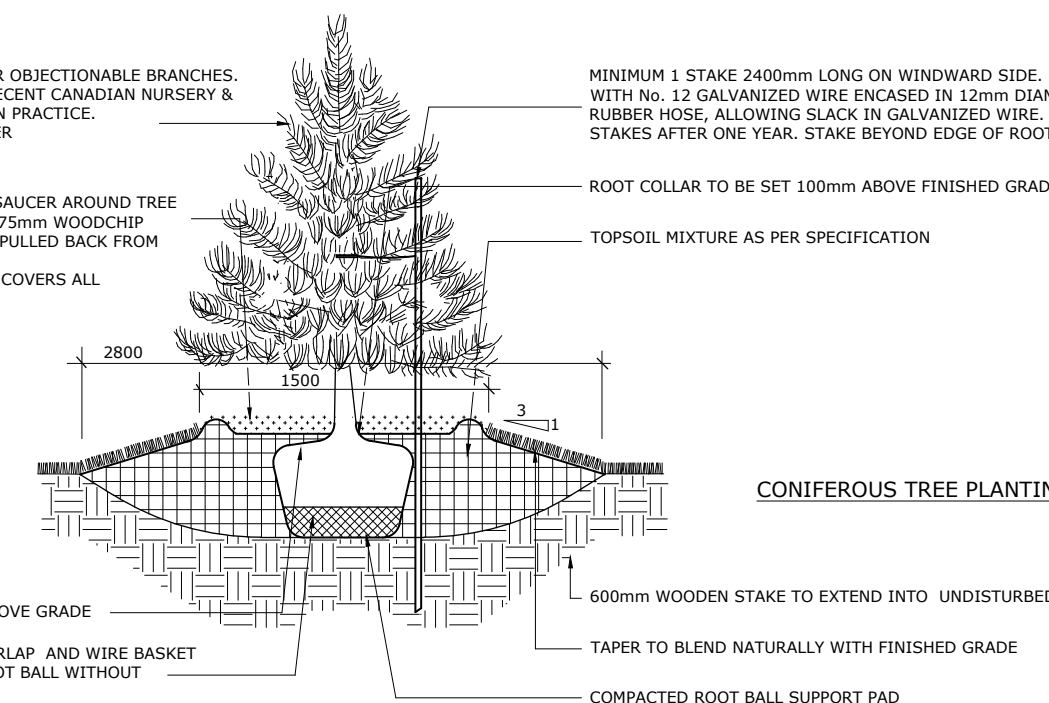 R OBJECTIONABLE BRANCHES.
ECENT CANADIAN NURSERY &
N PRACTICE.
ER
SAUCER AROUND TREE
75mm WOODCHIP
PULLED BACK FROM
COVERS ALL
MINIMUM 1 STAKE 2400mm LONG ON WINDWARD SIDE.
WITH No. 12 GALVANIZED WIRE ENCASED IN 12mm DIAM
RUBBER HOSE, ALLOWING SLACK IN GALVANIZED WIRE.
STAKES AFTER ONE YEAR. STAKE BEYOND EDGE OF ROOT
ROOT COLLAR TO BE SET 100mm ABOVE FINISHED GRAD
TOPSOIL MIXTURE AS PER SPECIFICATION
2800
1500
3
1
CONIFEROUS TREE PLANTIN
OVE GRADE
RLAP AND WIRE BASKET
OT BALL WITHOUT
600mm WOODEN STAKE TO EXTEND INTO UNDISTURBED
TAPER TO BLEND NATURALLY WITH FINISHED GRADE
COMPACTED ROOT BALL SUPPORT PAD